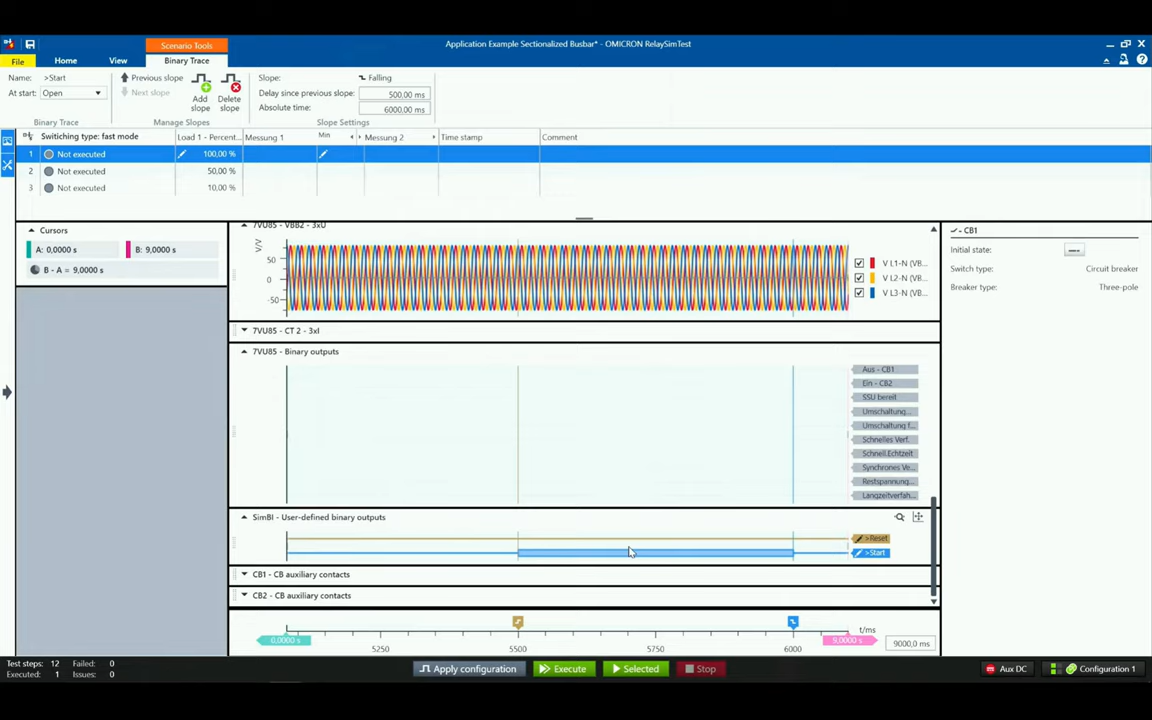 Scenario Tools
Application Example Sectionalized Busbar* - OMICRON RelaySimTest
File Home View Binary Trace
Name: >Start
At start: Open
Previous slope
Next slope
Add slope
Delete slope
Slope: Falling
Delay since previous slope: 500.00 ms
Absolute time: 6000.00 ms
Binary Trace Manage Slopes Slope Settings
Switching type: fast mode Load 1 - Percent... Messung 1 Min Messung 2 Time stamp Comment
1 Not executed 100,00 %
2 Not executed 50,00 %
3 Not executed 10,00 %
Cursors
A: 0,0000 s B: 9,0000 s
B - A = 9,0000 s
7VU85 - VBB2 - 3xU
V/V
50
0
-50
V L1-N (VB...
V L2-N (VB...
V L3-N (VB...
7VU85 - CT 2 - 3xI
7VU85 - Binary outputs
Aus - CB1
Ein - CB2
SSU bereit
Umschaltung...
Umschaltung f...
Schnelles Verf.
Schnell.Echtzeit
Synchrones Ve...
Restspannung...
Langzeitverfah...
SimBI - User-defined binary outputs
>Reset
>Start
CB1 - CB auxiliary contacts
CB2 - CB auxiliary contacts
t/ms
0,0000 s 9,0000 s 9000,0 ms
5250 5500 5750 6000
CB1
Initial state:
Switch type: Circuit breaker
Breaker type: Three-pole
Test steps: 12 Failed: 0
Executed: 1 Issues: 0
Apply configuration Execute Selected Stop
Aux DC Configuration 1